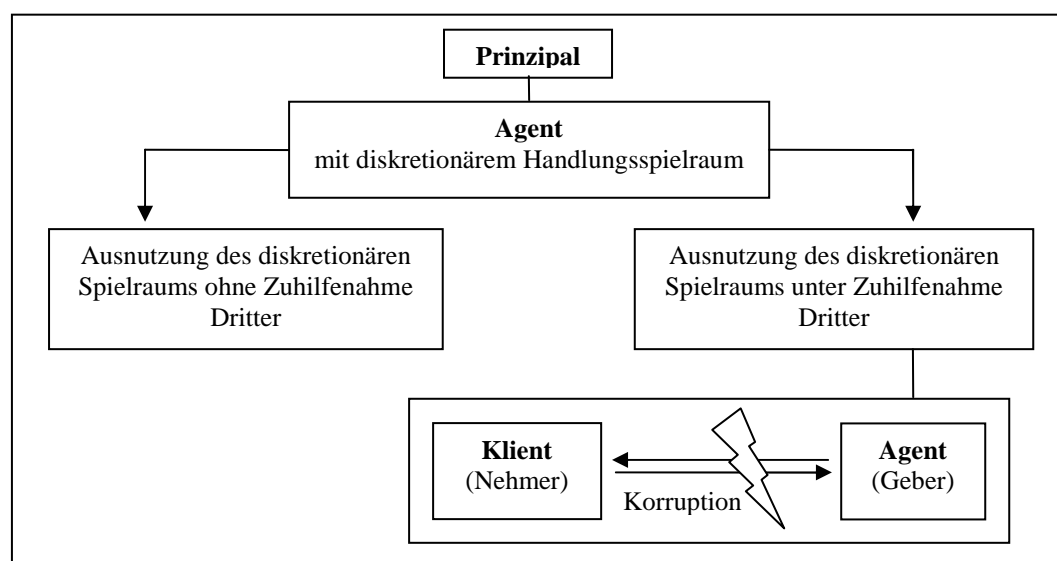 Prinzipal
Agent
mit diskretionärem Handlungsspielraum
Ausnutzung des diskretionären
Spielraums ohne Zuhilfenahme
Dritter
Ausnutzung des diskretionären
Spielraums unter Zuhilfenahme
Dritter
Klient
(Nehmer)
Korruption
Agent
(Geber)